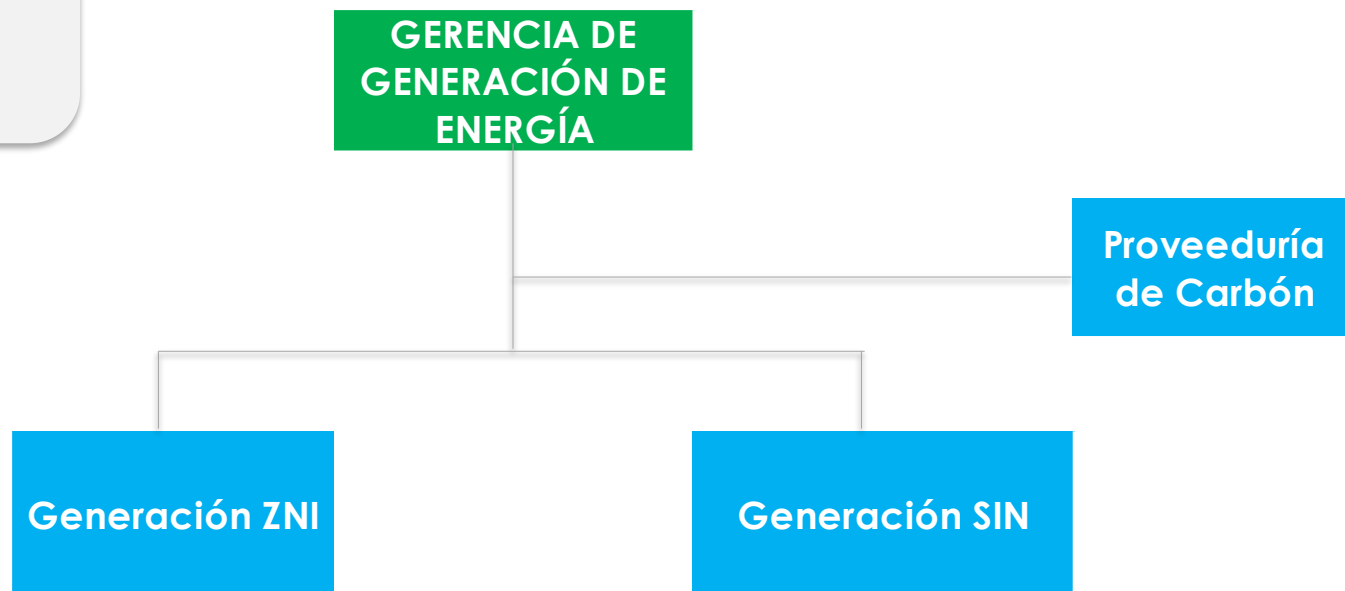 GERENCIA DE
GENERACIÓN DE
ENERGÍA
Proveeduría
de Carbón
Generación ZNI
Generación SIN